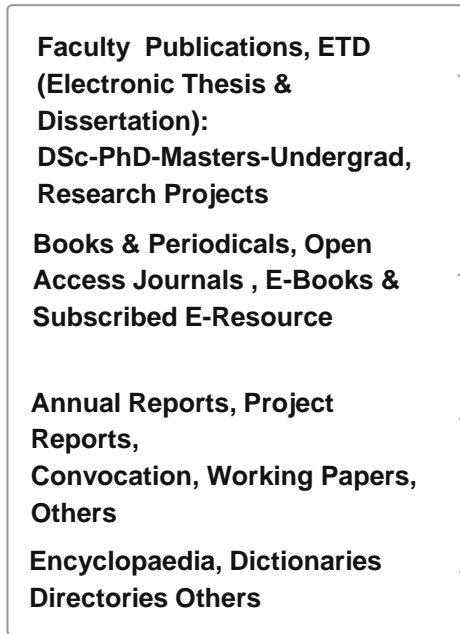 Faculty Publications, ETD
(Electronic Thesis &
Dissertation):
DSc-PhD-Masters-Undergrad,
Research Projects
Books & Periodicals, Open
Access Journals , E-Books &
Subscribed E-Resource
Annual Reports, Project
Reports,
Convocation, Working Papers,
Others
Encyclopaedia, Dictionaries
Directories Others